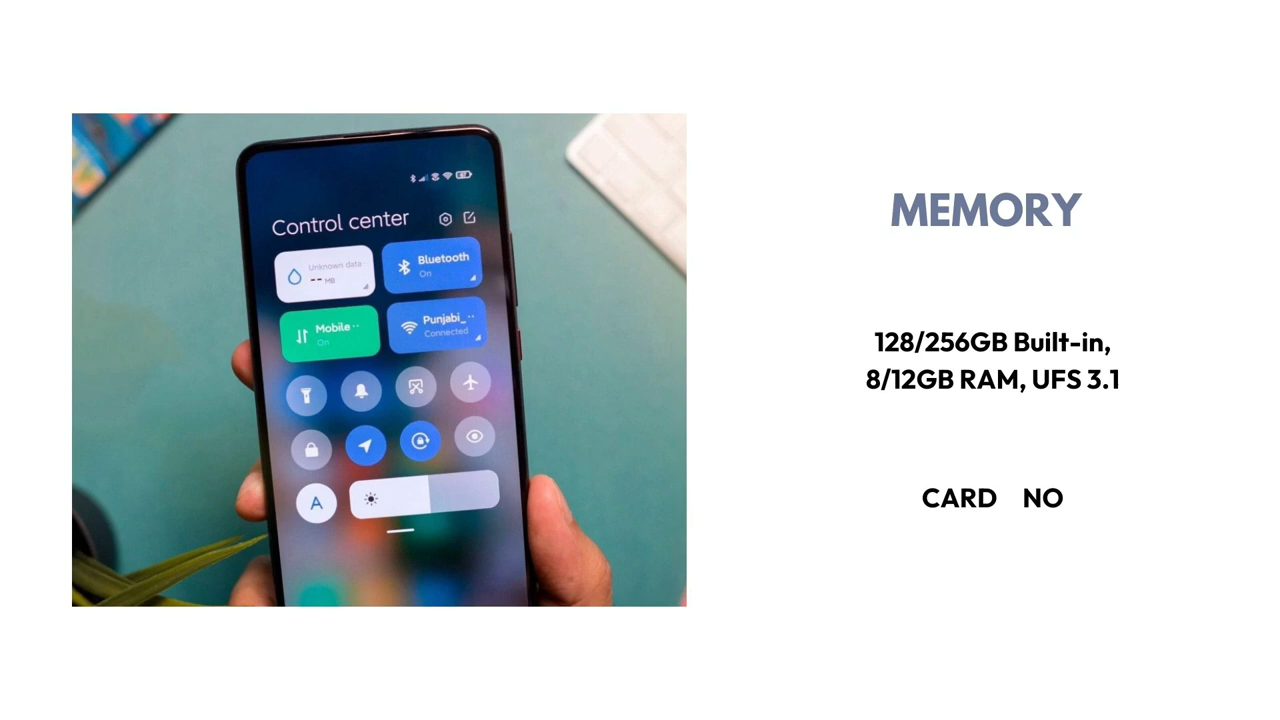 Control center
Unknown data··
-- MB
Bluetooth
On
Mobile··
On
Punjabi_··
Connected
A
MEMORY
128/256GB Built-in,
8/12GB RAM, UFS 3.1
CARD NO